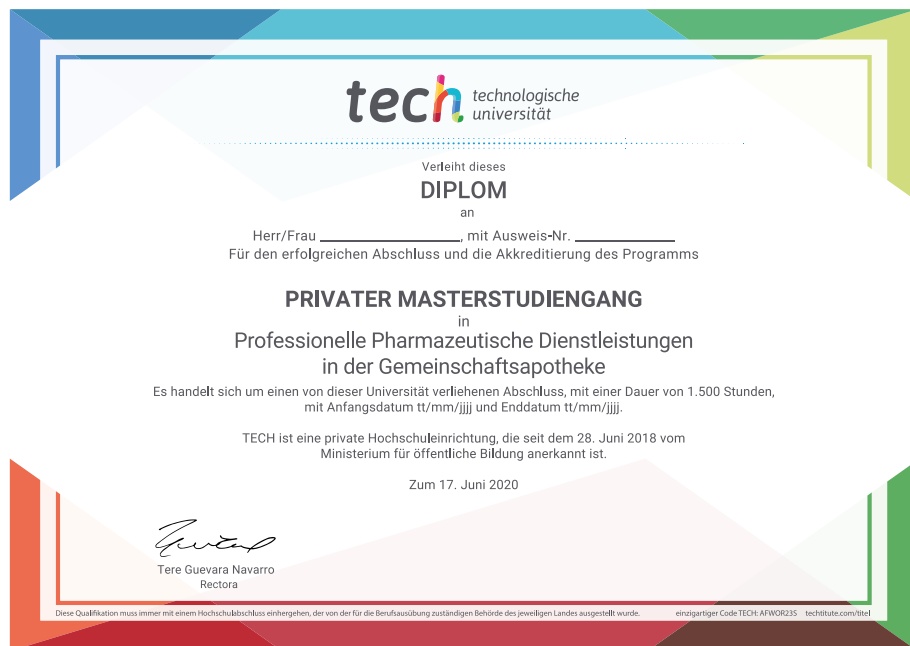 tech technologische
universität
Verleiht dieses
DIPLOM
an
Herr/Frau ____________________, mit Ausweis-Nr. ______________
Für den erfolgreichen Abschluss und die Akkreditierung des Programms
PRIVATER MASTERSTUDIENGANG
in
Professionelle Pharmazeutische Dienstleistungen
in der Gemeinschaftsapotheke
Es handelt sich um einen von dieser Universität verliehenen Abschluss, mit einer Dauer von 1.500 Stunden,
mit Anfangsdatum tt/mm/jjjj und Enddatum tt/mm/jjjj.
TECH ist eine private Hochschuleinrichtung, die seit dem 28. Juni 2018 vom
Ministerium für öffentliche Bildung anerkannt ist.
Zum 17. Juni 2020
Tere Guevara Navarro
Rectora
Diese Qualifikation muss immer mit einem Hochschulabschluss einhergehen, der von der für die Berufsausübung zuständigen Behörde des jeweiligen Landes ausgestellt wurde. einzigartiger Code TECH: AFWOR23S techtitute.com/titel